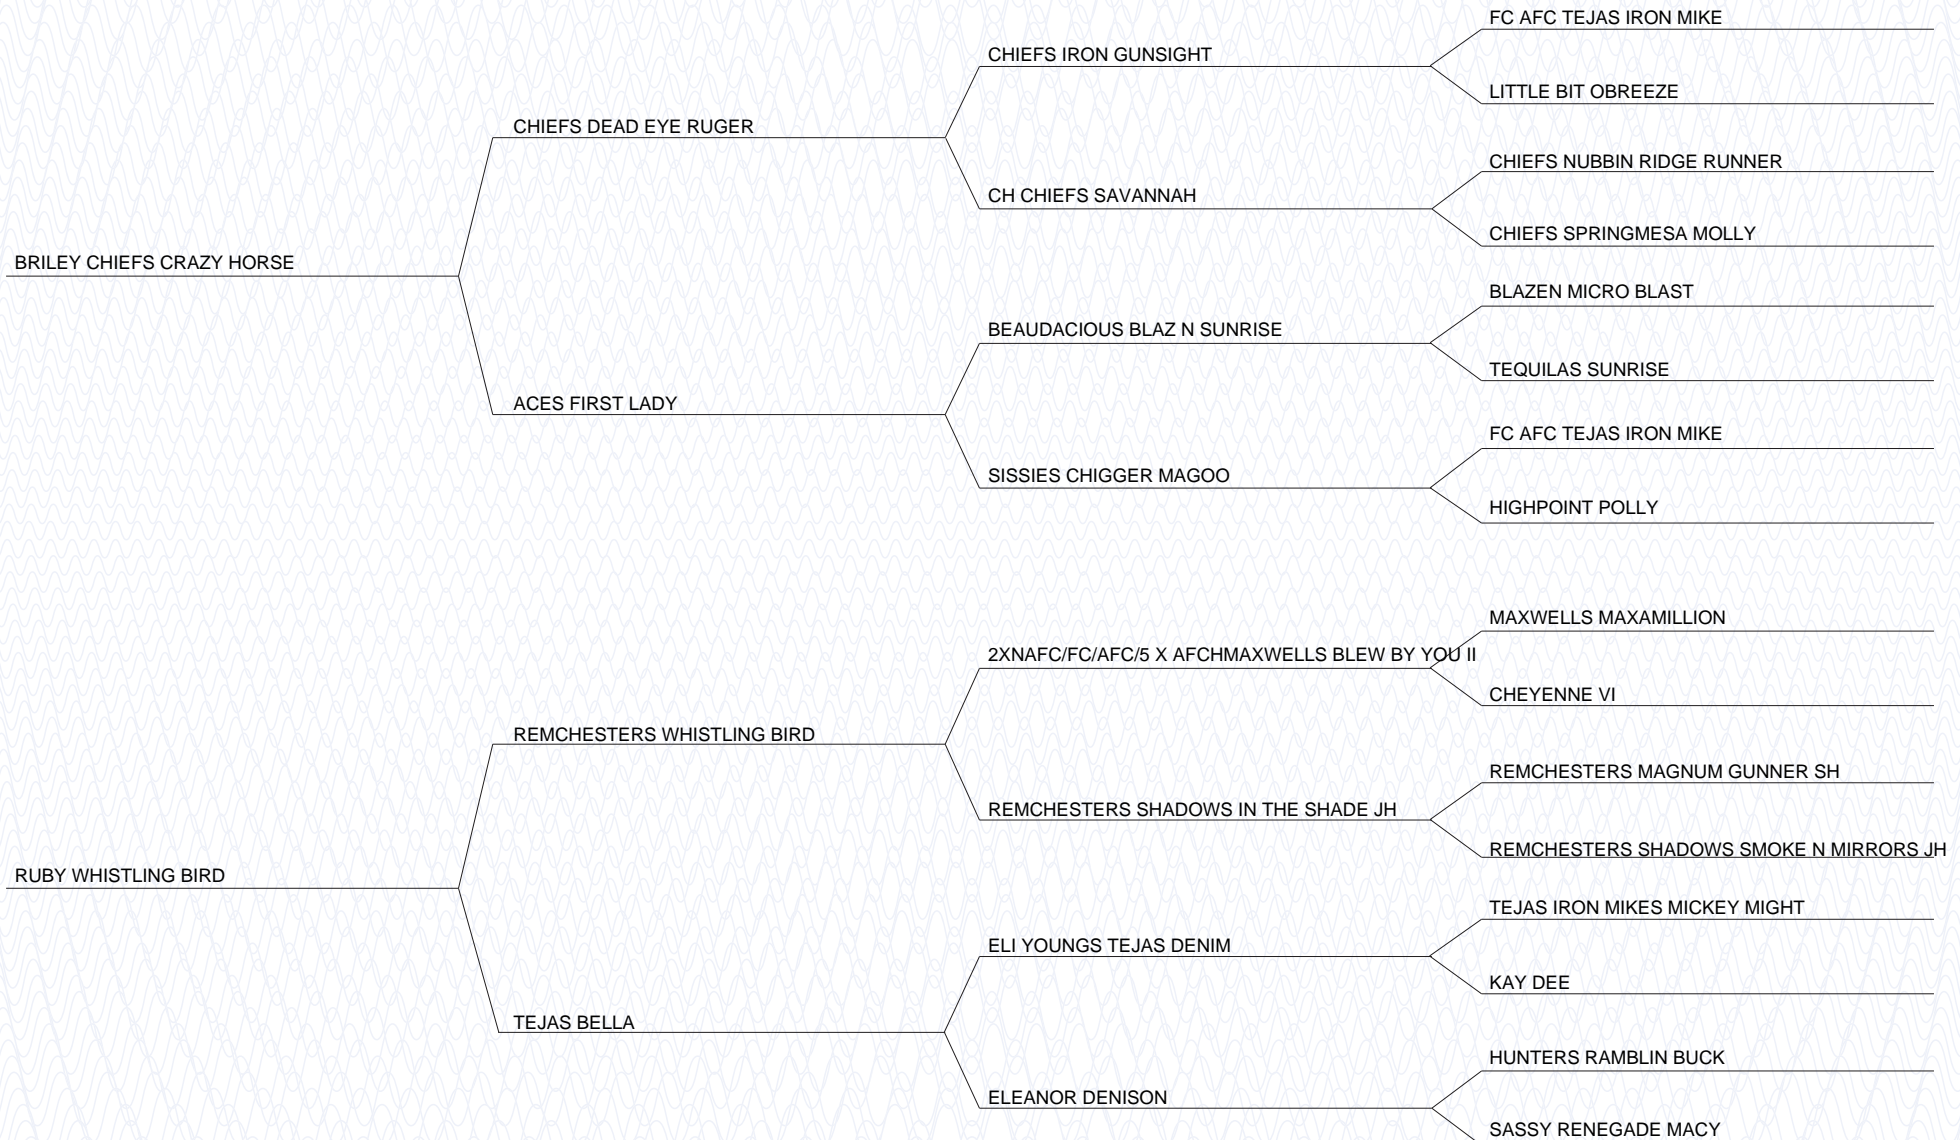 FC AFC TEJAS IRON MIKE
CHIEFS IRON GUNSIGHT
LITTLE BIT OBREEZE
CHIEFS DEAD EYE RUGER
CHIEFS NUBBIN RIDGE RUNNER
CH CHIEFS SAVANNAH
CHIEFS SPRINGMESA MOLLY
BRILEY CHIEFS CRAZY HORSE
BLAZEN MICRO BLAST
BEAUDACIOUS BLAZ N SUNRISE
TEQUILAS SUNRISE
ACES FIRST LADY
FC AFC TEJAS IRON MIKE
SISSIES CHIGGER MAGOO
HIGHPOINT POLLY
MAXWELLS MAXAMILLION
2XNAFC/FC/AFC/5 X AFCHMAXWELLS BLEW BY YOU II
CHEYENNE VI
REMCHESTERS WHISTLING BIRD
REMCHESTERS MAGNUM GUNNER SH
REMCHESTERS SHADOWS IN THE SHADE JH
REMCHESTERS SHADOWS SMOKE N MIRRORS JH
RUBY WHISTLING BIRD
TEJAS IRON MIKES MICKEY MIGHT
ELI YOUNGS TEJAS DENIM
KAY DEE
TEJAS BELLA
HUNTERS RAMBLIN BUCK
ELEANOR DENISON
SASSY RENEGADE MACY